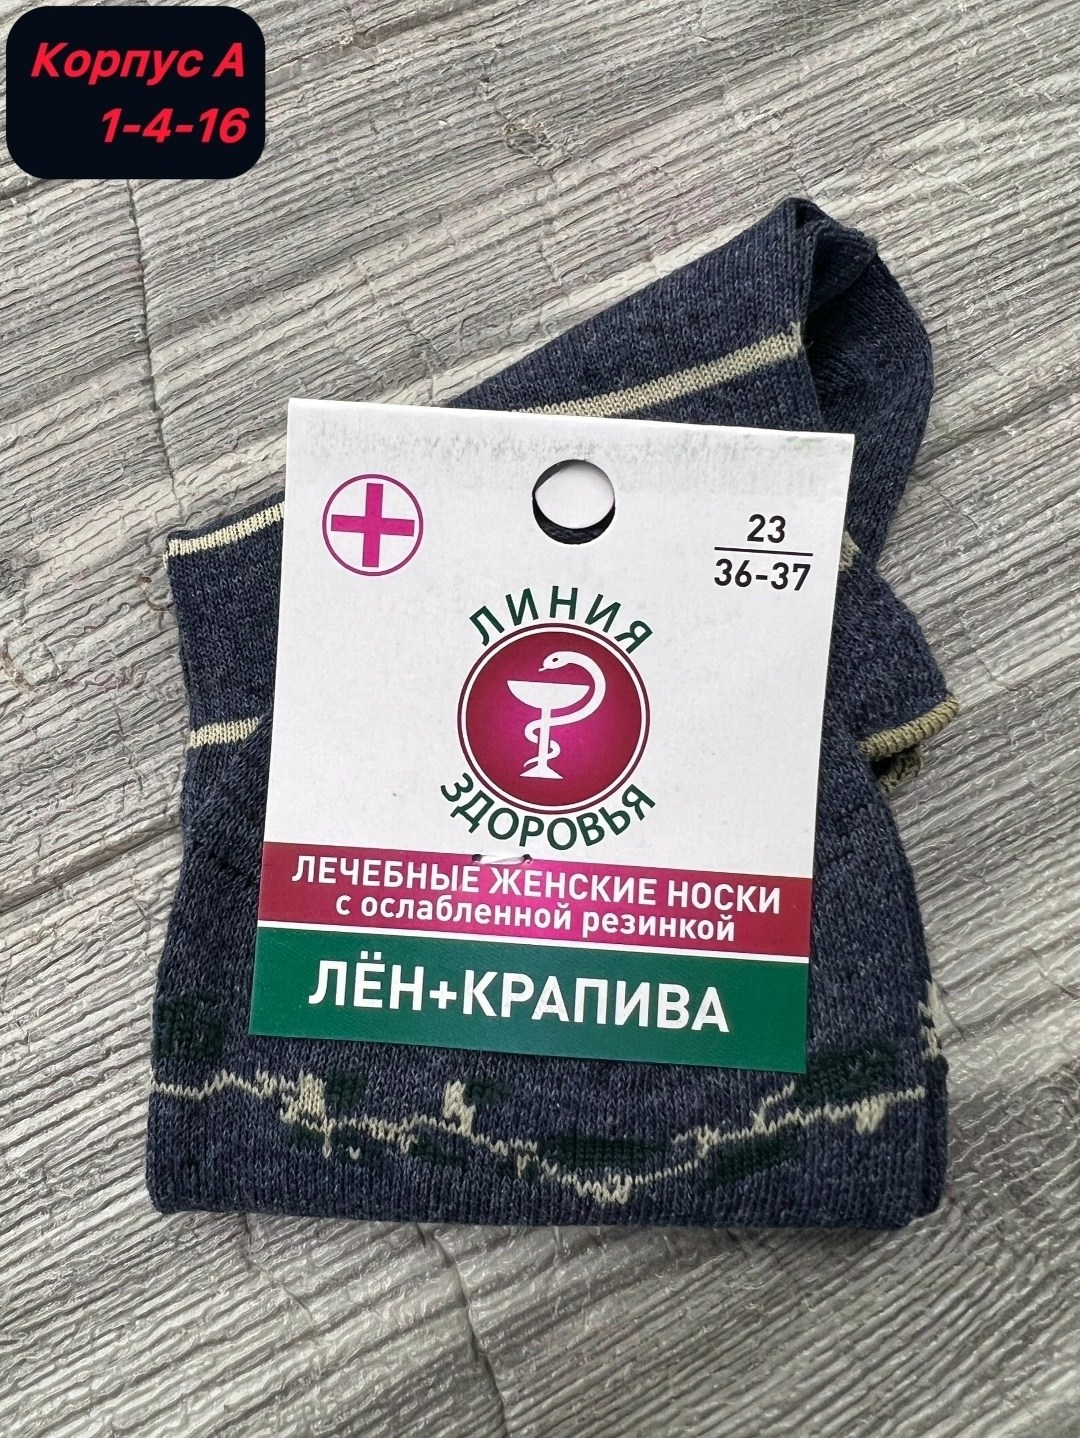 Корпус А
1-4-16
23
36-37
ЛИНИЯ
ЗДОРОВЬЯ
ЛЕЧЕБНЫЕ ЖЕНСКИЕ НОСКИ
с ослабленной резинкой
ЛЁН+КРАПИВА